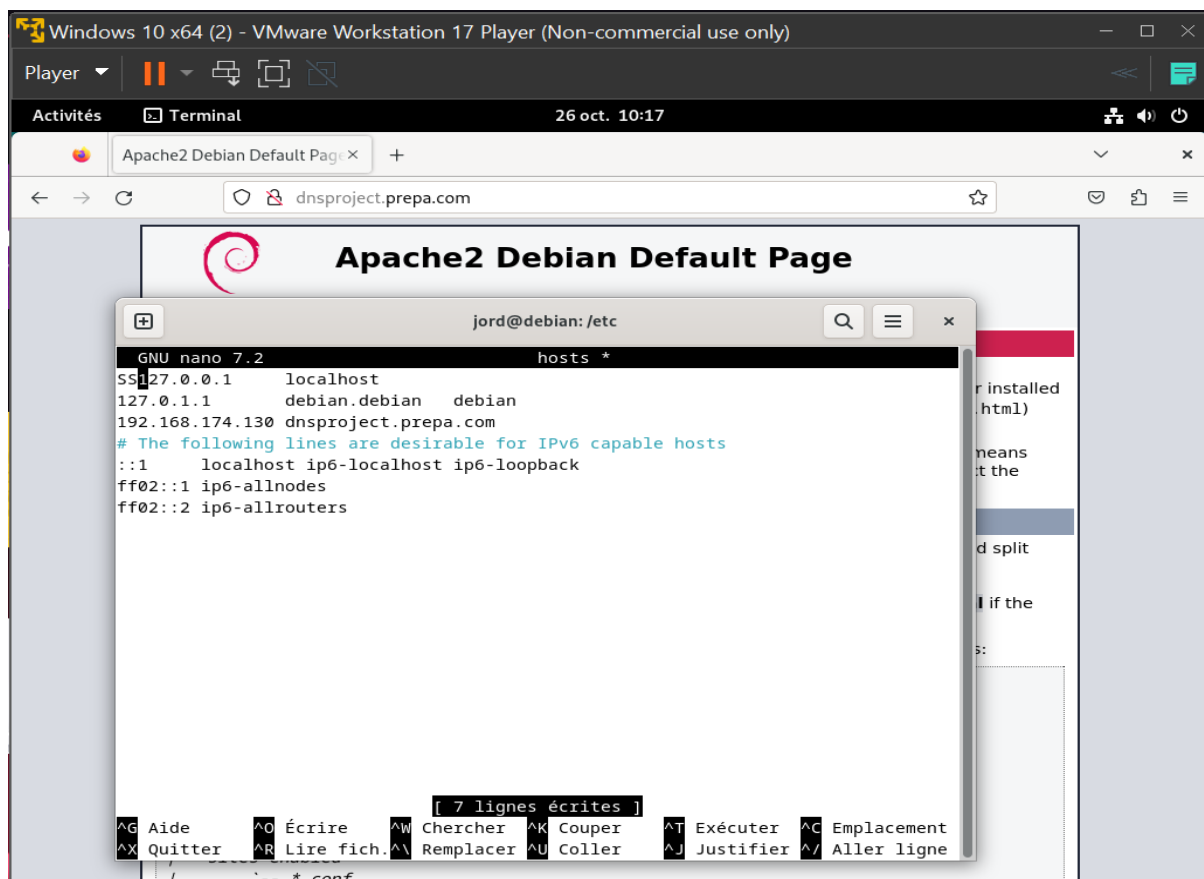 Windows 10 x64 (2) - VMware Workstation 17 Player (Non-commercial use only)
Player
Activités Terminal 26 oct. 10:17
Apache2 Debian Default Page
dnsproject.prepa.com
Apache2 Debian Default Page
jord@debian: /etc
GNU nano 7.2 hosts *
SS127.0.0.1 localhost
127.0.1.1 debian.debian debian
192.168.174.130 dnsproject.prepa.com
# The following lines are desirable for IPv6 capable hosts
::1 localhost ip6-localhost ip6-loopback
ff02::1 ip6-allnodes
ff02::2 ip6-allrouters
r installed
.html)
means
ct the
d split
l if the
s:
[ 7 lignes écrites ]
^G Aide ^O Écrire ^W Chercher ^K Couper ^T Exécuter ^C Emplacement
^X Quitter ^R Lire fich. ^\ Remplacer ^U Coller ^J Justifier ^/ Aller ligne
*.conf